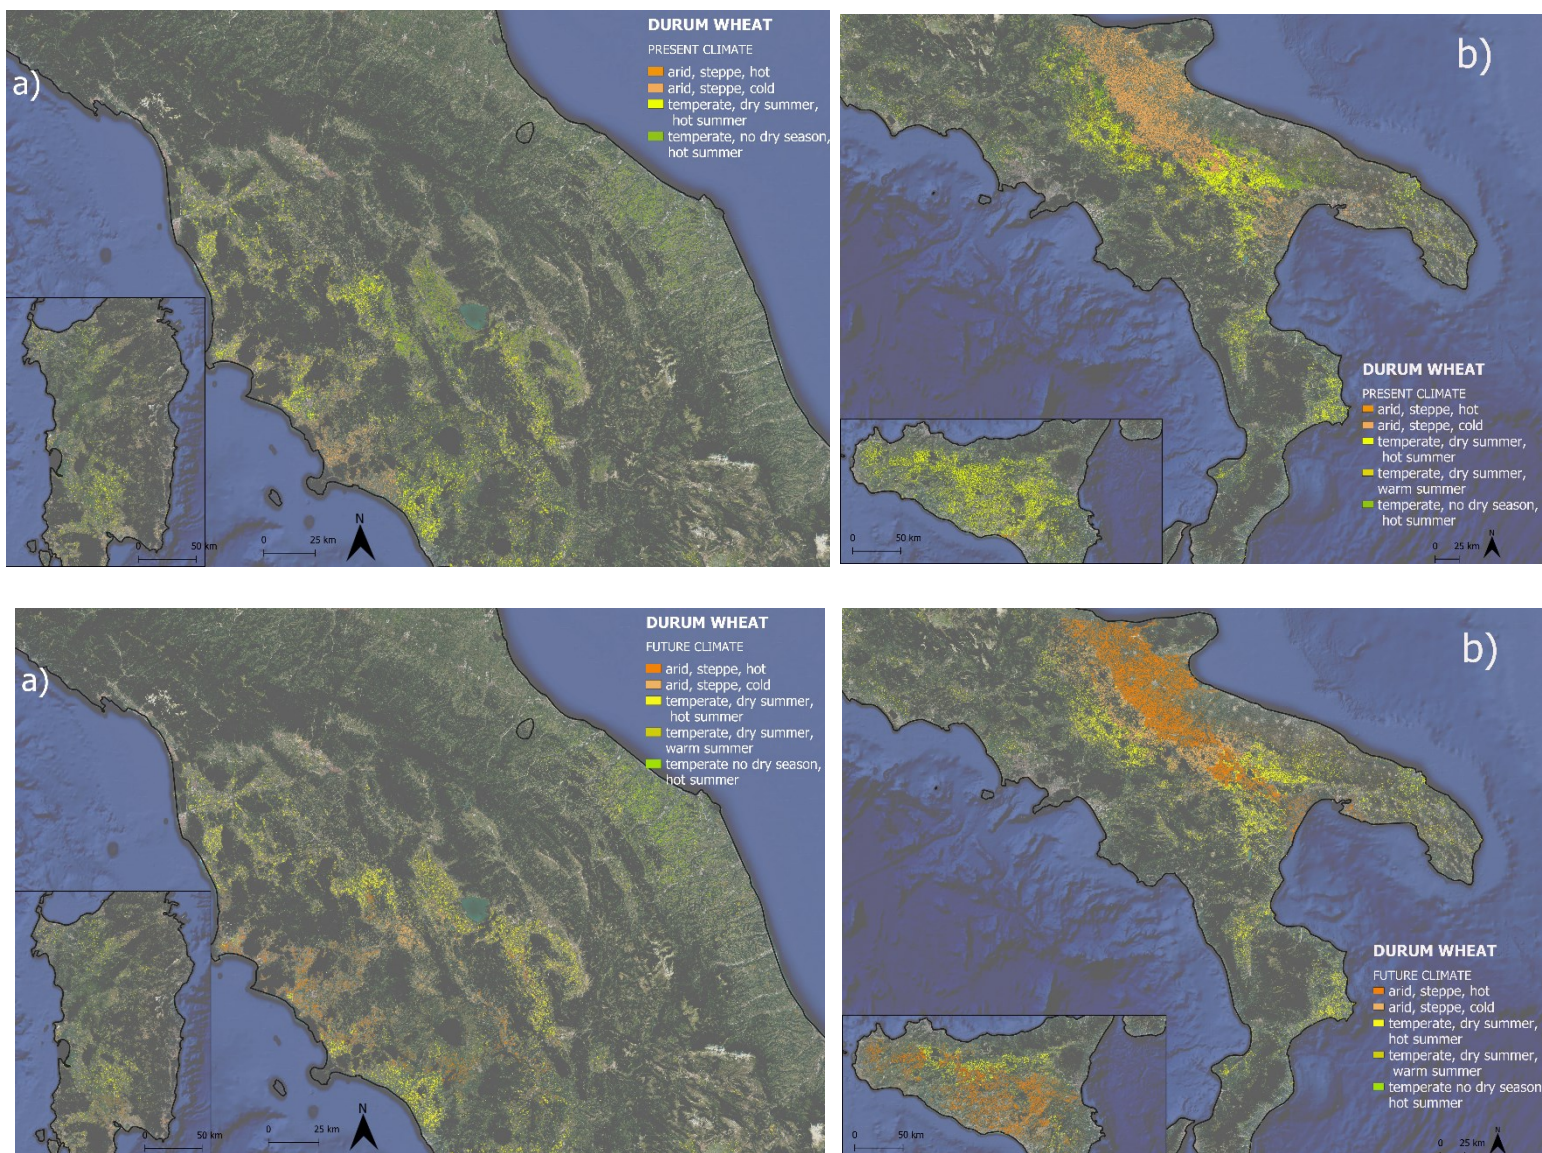 a)
DURUM WHEAT
PRESENT CLIMATE
arid, steppe, hot
arid, steppe, cold
temperate, dry summer,
hot summer
temperate, no dry season,
hot summer
0 50 km
0 25 km
N
b)
DURUM WHEAT
PRESENT CLIMATE
arid, steppe, hot
arid, steppe, cold
temperate, dry summer,
hot summer
temperate, dry summer,
warm summer
temperate, no dry season,
hot summer
0 50 km
0 25 km
N
a)
DURUM WHEAT
FUTURE CLIMATE
arid, steppe, hot
arid, steppe, cold
temperate, dry summer,
hot summer
temperate, dry summer,
warm summer
temperate no dry season,
hot summer
0 50 km
0 25 km
N
b)
DURUM WHEAT
FUTURE CLIMATE
arid, steppe, hot
arid, steppe, cold
temperate, dry summer,
hot summer
temperate, dry summer,
warm summer
temperate no dry season,
hot summer
0 50 km
0 25 km
N